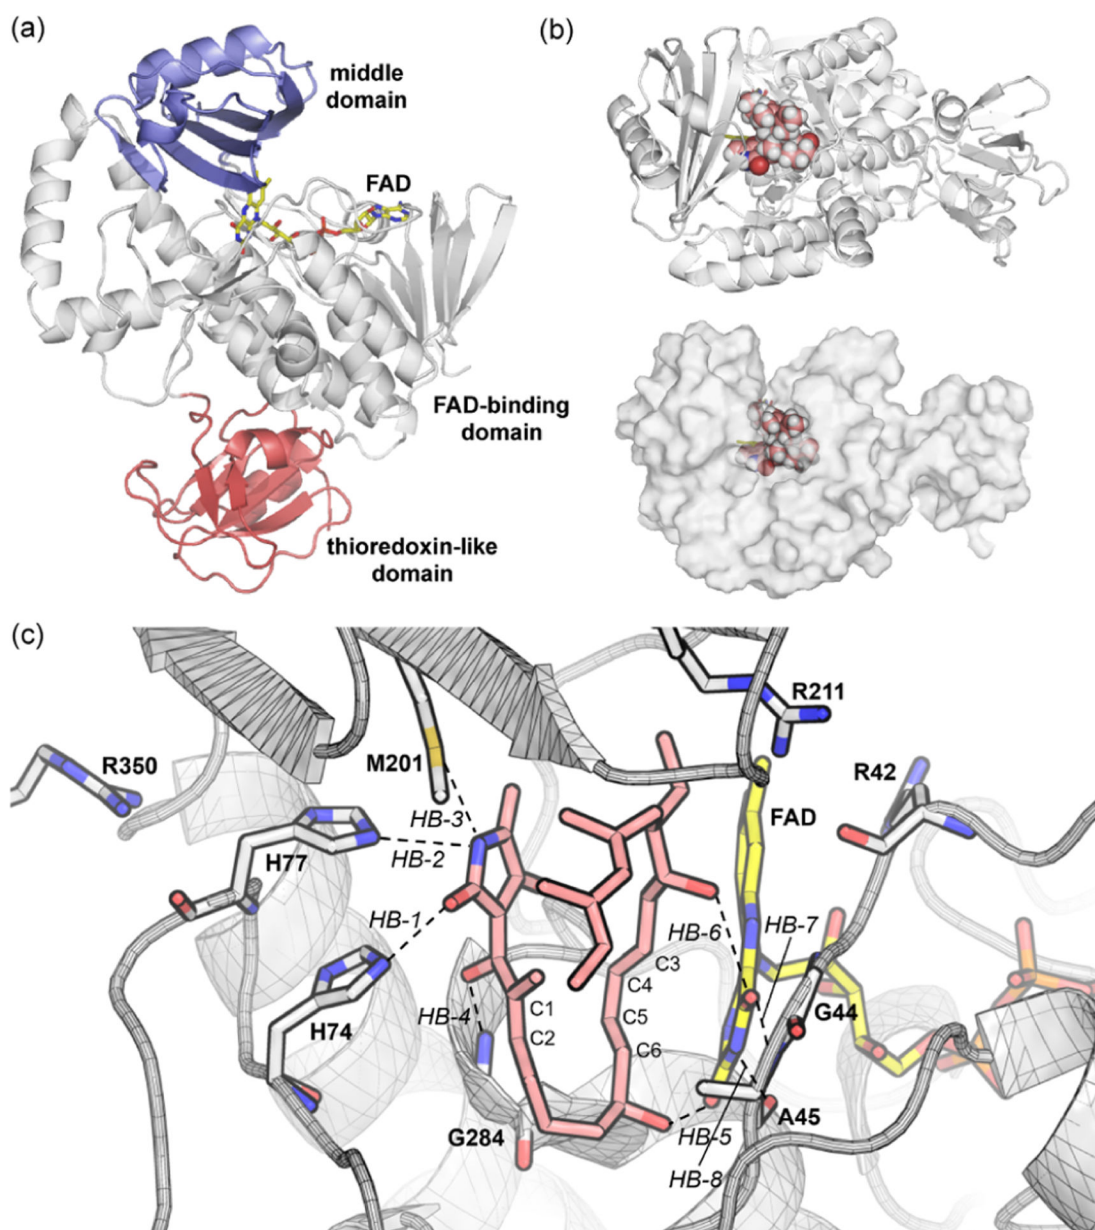 (a)
middle
domain
FAD
FAD-binding
domain
thioredoxin-like
domain
(b)
(c)
R350
M201
R211
R42
FAD
HB-3
HB-2
H77
HB-1
HB-6
HB-7
C3
C4
G44
H74
HB-4
C1
C2
C5
C6
G284
A45
HB-5
HB-8